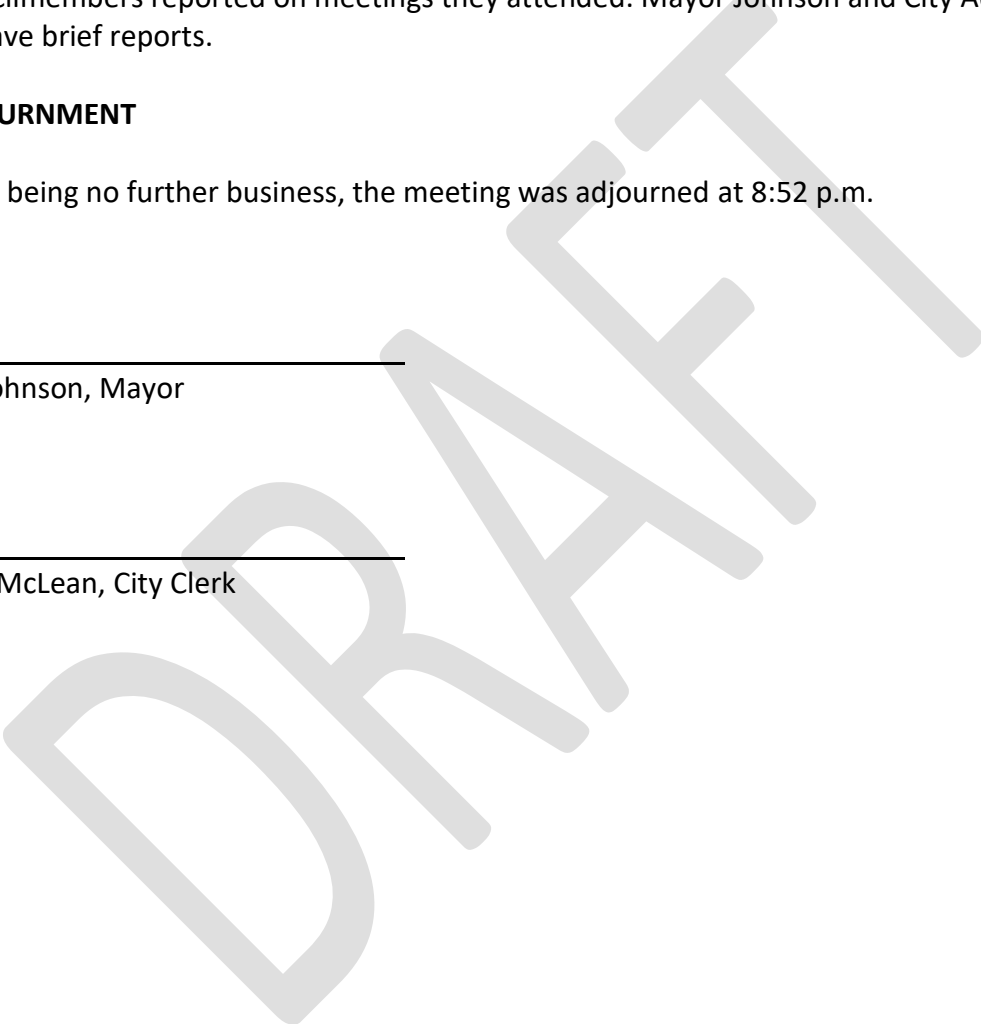 cilmembers reported on meetings they attended. Mayor Johnson and City A
ave brief reports.
URNMENT
being no further business, the meeting was adjourned at 8:52 p.m.
ohnson, Mayor
McLean, City Clerk
DRAFT